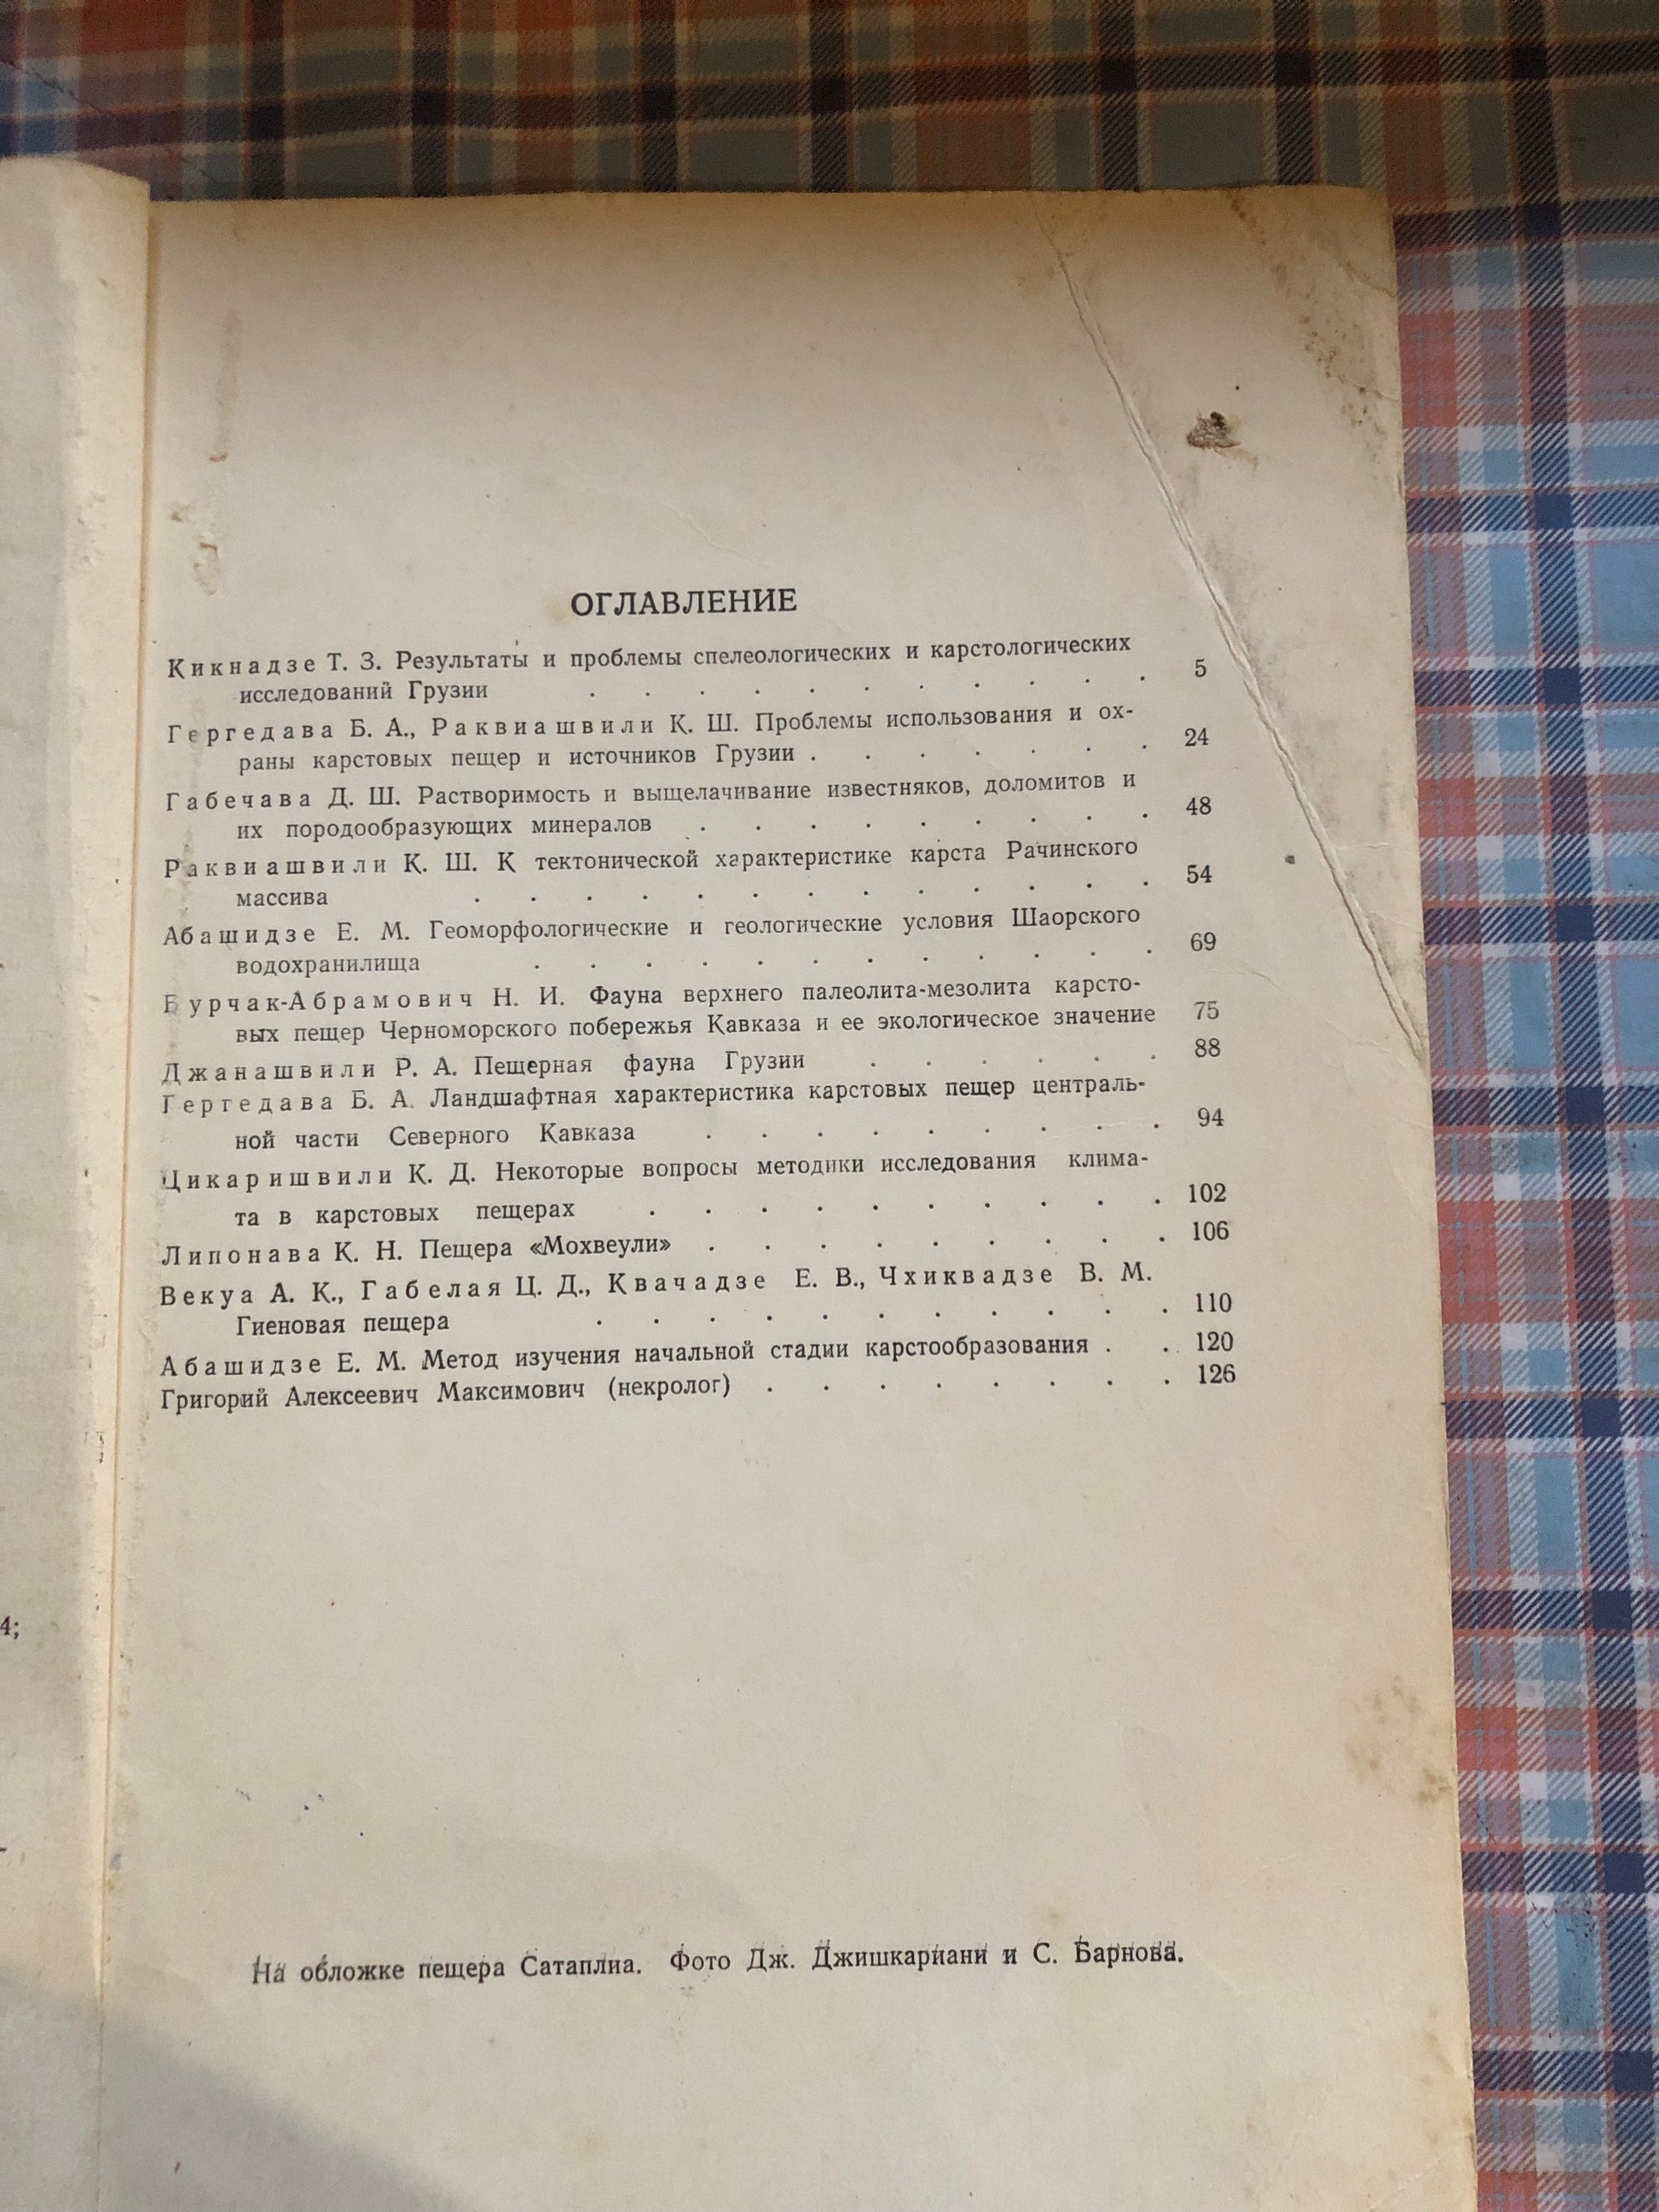 ОГЛАВЛЕНИЕ
Кикнадзе Т. З. Результаты и проблемы спелеологических и карстологических
исследований Грузии . . . . . . . . . . . 5
Гергедава Б. А., Раквиашвили К. Ш. Проблемы использования и ох-
раны карстовых пещер и источников Грузии . . . . . . . 24
Габечава Д. Ш. Растворимость и выщелачивание известняков, доломитов и
их породообразующих минералов . . . . . . . . . 48
Раквиашвили К. Ш. К тектонической характеристике карста Рачинского
массива . . . . . . . . . . . . . 54
Абашидзе Е. М. Геоморфологические и геологические условия Шаорского
водохранилища . . . . . . . . . . . . 69
Бурчак-Абрамович Н. И. Фауна верхнего палеолита-мезолита карсто-
вых пещер Черноморского побережья Кавказа и ее экологическое значение 75
Джанашвили Р. А. Пещерная фауна Грузии . . . . . . 88
Гергедава Б. А. Ландшафтная характеристика карстовых пещер централь-
ной части Северного Кавказа . . . . . . . . . 94
Цикаришвили К. Д. Некоторые вопросы методики исследования клима-
та в карстовых пещерах . . . . . . . . . . 102
Липонава К. Н. Пещера «Мохвеули» . . . . . . . . . 106
Векуа А. К., Габелая Ц. Д., Квачадзе Е. В., Чхиквадзе В. М.
Гиеновая пещера . . . . . . . . . . . 110
Абашидзе Е. М. Метод изучения начальной стадии карстообразования . . 120
Григорий Алексеевич Максимович (некролог) . . . . . . . . 126
4;
На обложке пещера Сатаплиа. Фото Дж. Джишкариани и С. Барнова.